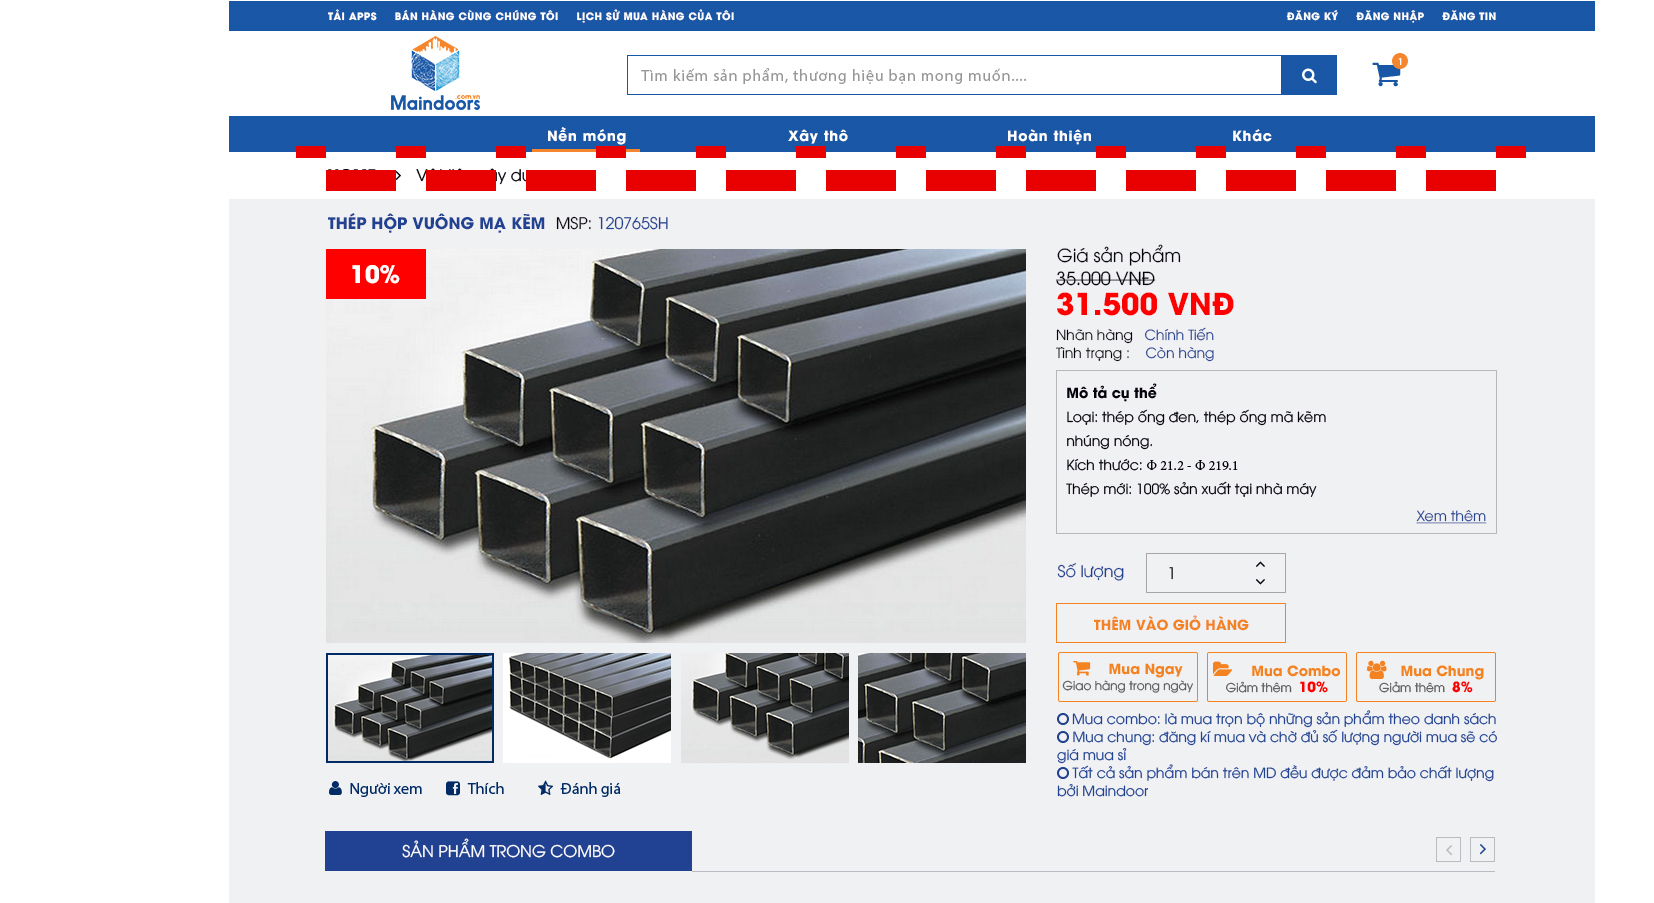 TẢI APPS BÁN HÀNG CÙNG CHÚNG TÔI LỊCH SỬ MUA HÀNG CỦA TÔI ĐĂNG KÝ ĐĂNG NHẬP ĐĂNG TIN
Maindoors
.com.vn
Tìm kiếm sản phẩm, thương hiệu bạn mong muốn....
1
Nền móng Xây thô Hoàn thiện Khác
THÉP HỘP VUÔNG MẠ KẼM MSP: 120765SH
10%
Giá sản phẩm
35.000 VNĐ
31.500 VNĐ
Nhãn hàng Chính Tiến
Tình trạng : Còn hàng
Mô tả cụ thể
Loại: thép ống đen, thép ống mã kẽm
nhúng nóng.
Kích thước: Φ 21.2 - Φ 219.1
Thép mới: 100% sản xuất tại nhà máy
Xem thêm
Số lượng 1
THÊM VÀO GIỎ HÀNG
Mua Ngay
Giao hàng trong ngày
Mua Combo
Giảm thêm 10%
Mua Chung
Giảm thêm 8%
Mua combo: là mua trọn bộ những sản phẩm theo danh sách
Mua chung: đăng kí mua và chờ đủ số lượng người mua sẽ có
giá mua sỉ
Tất cả sản phẩm bán trên MD đều được đảm bảo chất lượng
bởi Maindoor
Người xem Thích Đánh giá
SẢN PHẨM TRONG COMBO